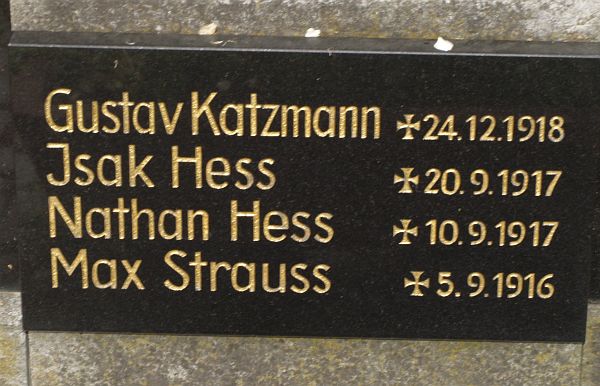 Gustav Katzmann ✠ 24.12.1918
Jsak Hess ✠ 20.9.1917
Nathan Hess ✠ 10.9.1917
Max Strauss ✠ 5.9.1916